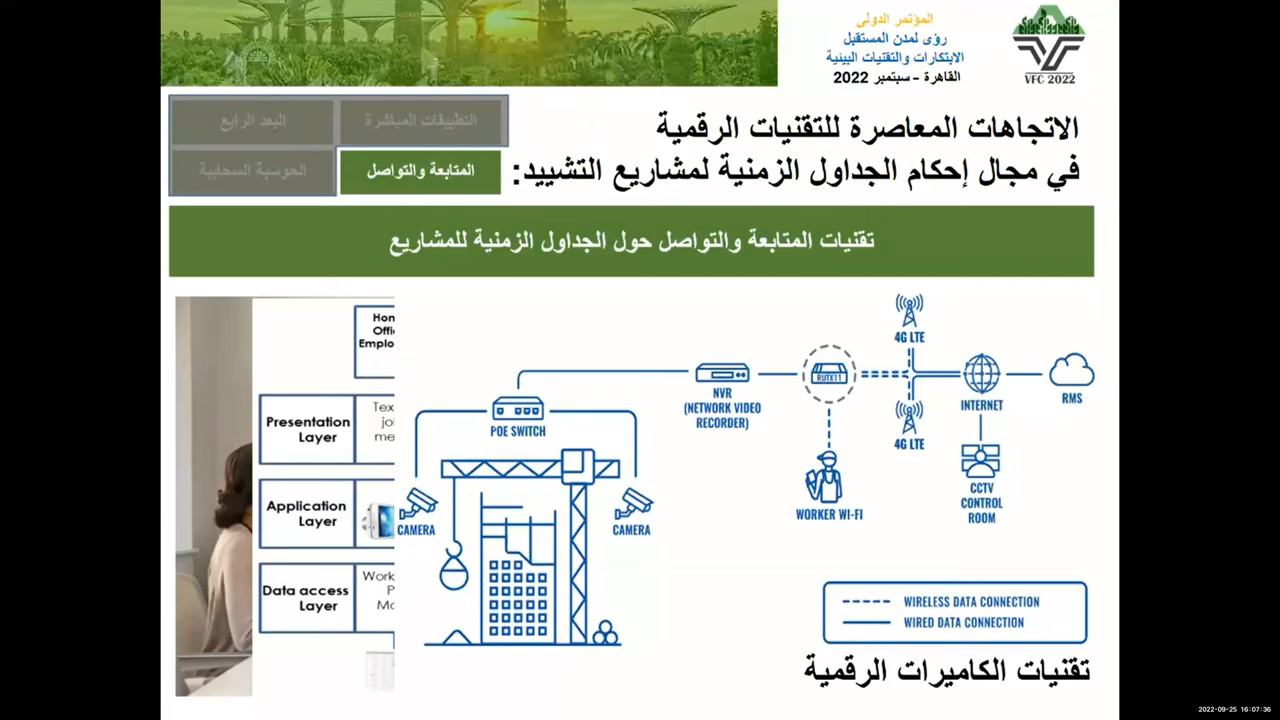 المؤتمر الدولى
رؤى لمدن المستقبل
الابتكارات والتقنيات البيئية
القاهرة - سبتمبر 2022
VFC 2022
الاتجاهات المعاصرة للتقنيات الرقمية
في مجال إحكام الجداول الزمنية لمشاريع التشييد:
التطبيقات المباشرة
البعد الرابع
المتابعة والتواصل
الحوسبة السحابية
تقنيات المتابعة والتواصل حول الجداول الزمنية للمشاريع
Presentation
Layer
Application
Layer
Data access
Layer
POE SWITCH
CAMERA
CAMERA
NVR
(NETWORK VIDEO
RECORDER)
RUTX11
WORKER WI-FI
4G LTE
4G LTE
INTERNET
RMS
CCTV
CONTROL
ROOM
WIRELESS DATA CONNECTION
WIRED DATA CONNECTION
تقنيات الكاميرات الرقمية
2022-09-25 16:07:36